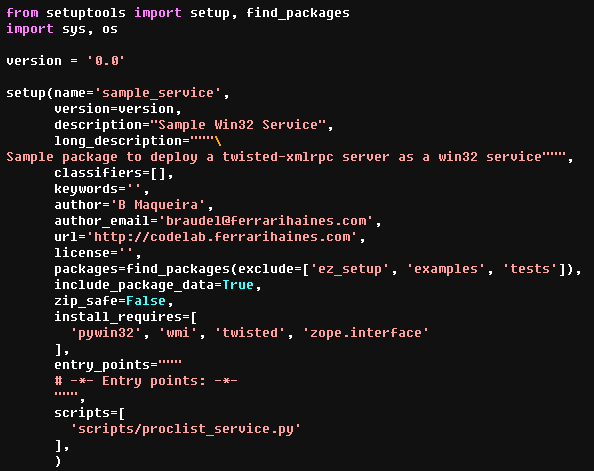 from setuptools import setup, find_packages
import sys, os

version = '0.0'

setup(name='sample_service',
      version=version,
      description="Sample Win32 Service",
      long_description="""\
Sample package to deploy a twisted-xmlrpc server as a win32 service""",
      classifiers=[],
      keywords='',
      author='B Maqueira',
      author_email='braudel@ferrarihaines.com',
      url='http://codelab.ferrarihaines.com',
      license='',
      packages=find_packages(exclude=['ez_setup', 'examples', 'tests']),
      include_package_data=True,
      zip_safe=False,
      install_requires=[
        'pywin32', 'wmi', 'twisted', 'zope.interface'
      ],
      entry_points="""
      # -*- Entry points: -*-
      """,
      scripts=[
        'scripts/proclist_service.py'
      ],
      )